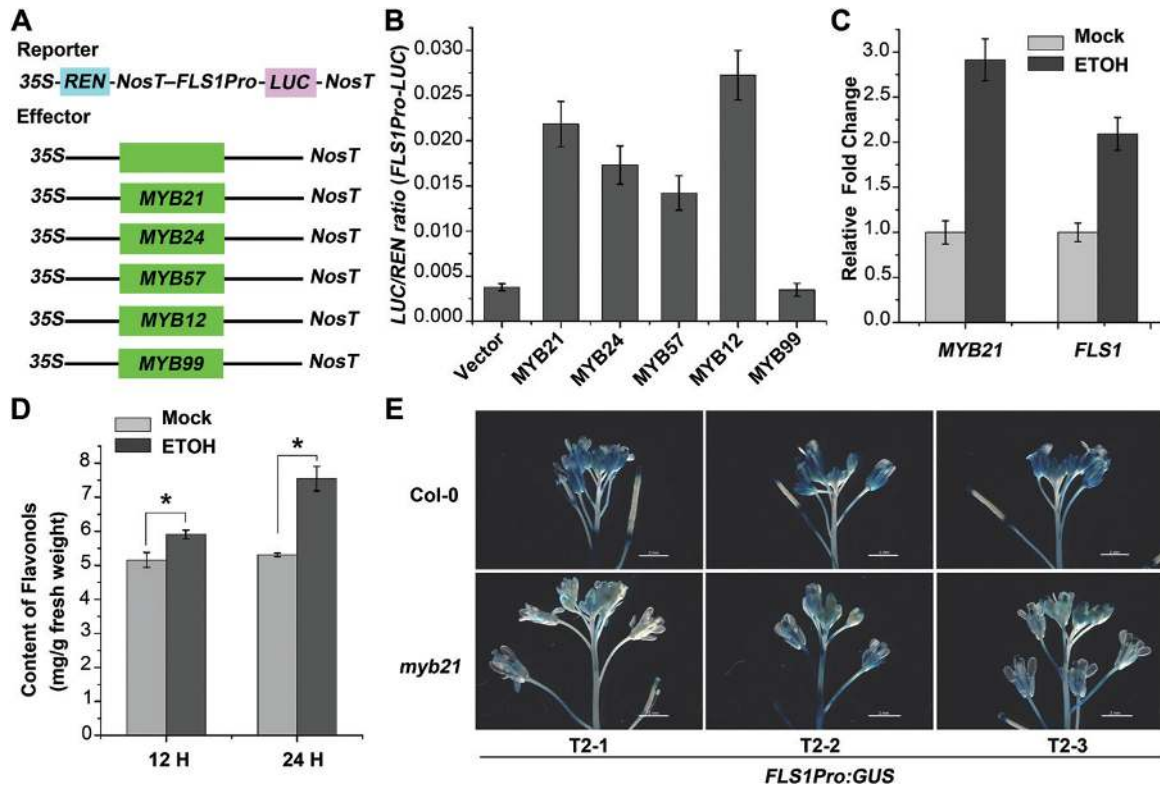 A
Reporter
35S-REN-NosT–FLS1Pro-LUC-NosT
Effector
35S NosT
35S MYB21 NosT
35S MYB24 NosT
35S MYB57 NosT
35S MYB12 NosT
35S MYB99 NosT
B
LUC/REN ratio (FLS1Pro-LUC)
0.030
0.025
0.020
0.015
0.010
0.005
0.000
Vector MYB21 MYB24 MYB57 MYB12 MYB99
C
Mock
ETOH
Relative Fold Change
3.0
2.5
2.0
1.5
1.0
0.5
0.0
MYB21 FLS1
D
Mock
ETOH
Content of Flavonols
(mg/g fresh weight)
8
7
6
5
4
3
2
1
0
* *
12 H 24 H
E
Col-0
myb21
T2-1 T2-2 T2-3
FLS1Pro:GUS